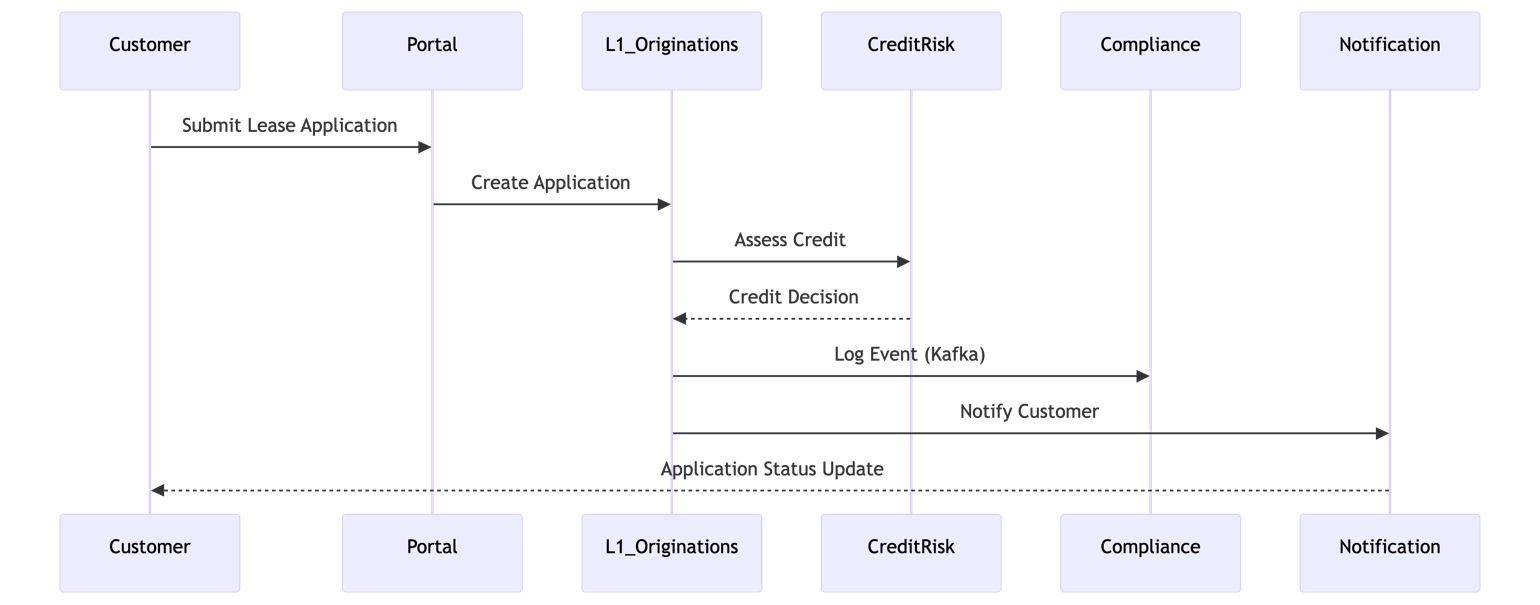 Customer
Portal
L1_Originations
CreditRisk
Compliance
Notification
Submit Lease Application
Create Application
Assess Credit
Credit Decision
Log Event (Kafka)
Notify Customer
Application Status Update
Customer
Portal
L1_Originations
CreditRisk
Compliance
Notification